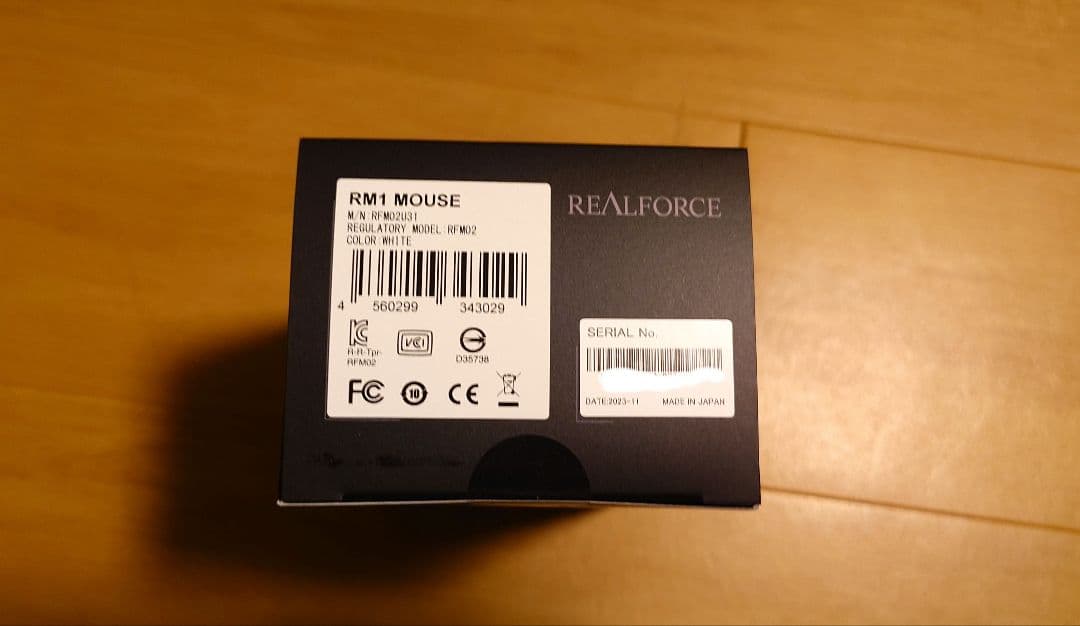 RM1 MOUSE
M/N:RFM02U31
REGULATORY MODEL:RFM02
COLOR:WHITE
4 560299 343029
R-R-Tpr-
RFM02
VCI
D35738
FC
10
CE
REALFORCE
SERIAL No.
DATE:2023-11 MADE IN JAPAN